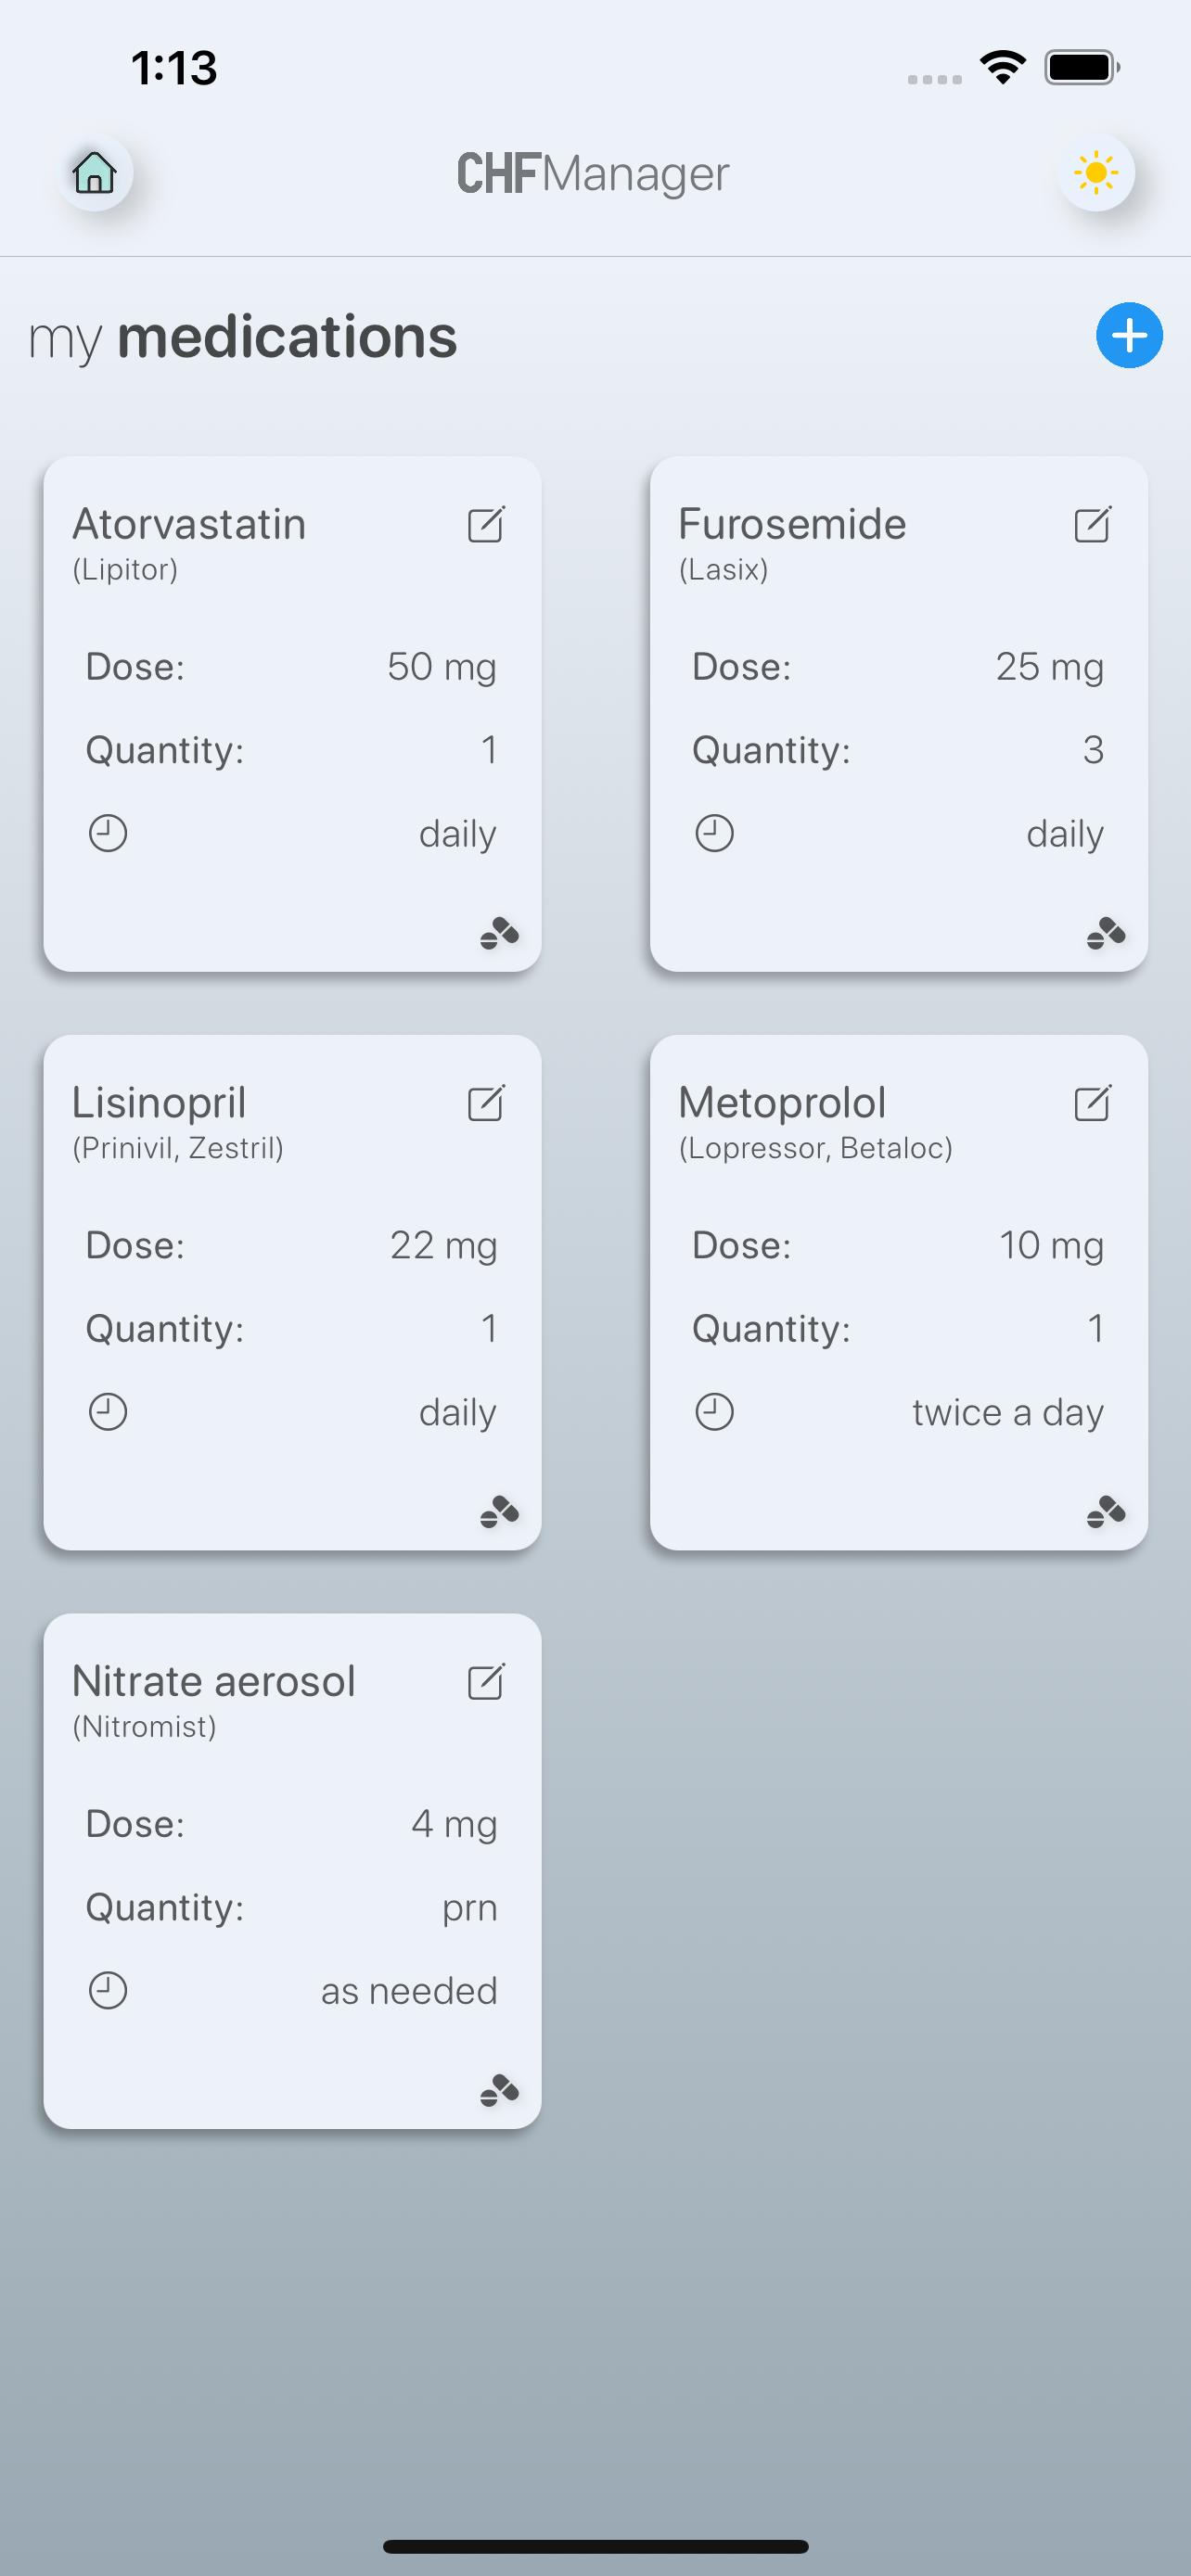 1:13
CHFManager
my medications
Atorvastatin
(Lipitor)
Dose: 50 mg
Quantity: 1
daily
Furosemide
(Lasix)
Dose: 25 mg
Quantity: 3
daily
Lisinopril
(Prinivil, Zestril)
Dose: 22 mg
Quantity: 1
daily
Metoprolol
(Lopressor, Betaloc)
Dose: 10 mg
Quantity: 1
twice a day
Nitrate aerosol
(Nitromist)
Dose: 4 mg
Quantity: prn
as needed